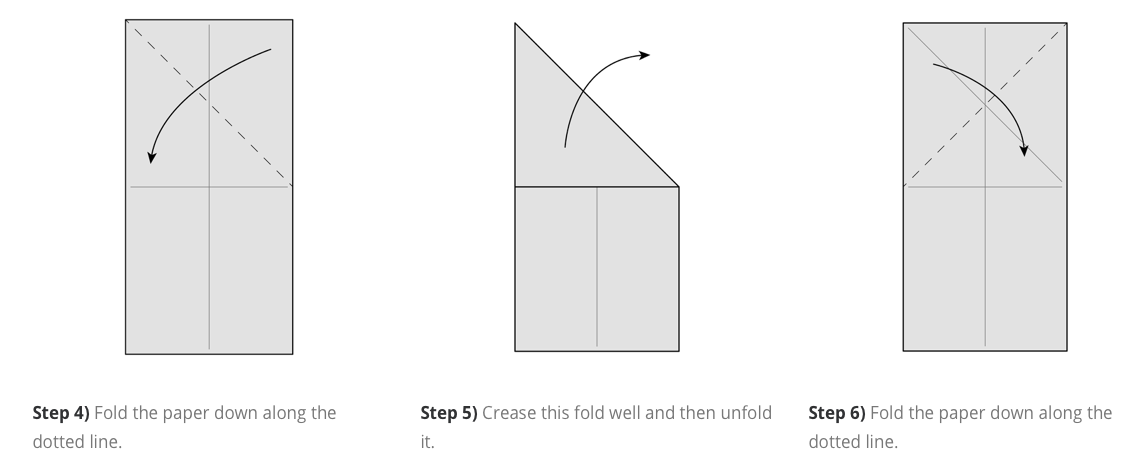 Step 4) Fold the paper down along the
dotted line.
Step 5) Crease this fold well and then unfold
it.
Step 6) Fold the paper down along the
dotted line.